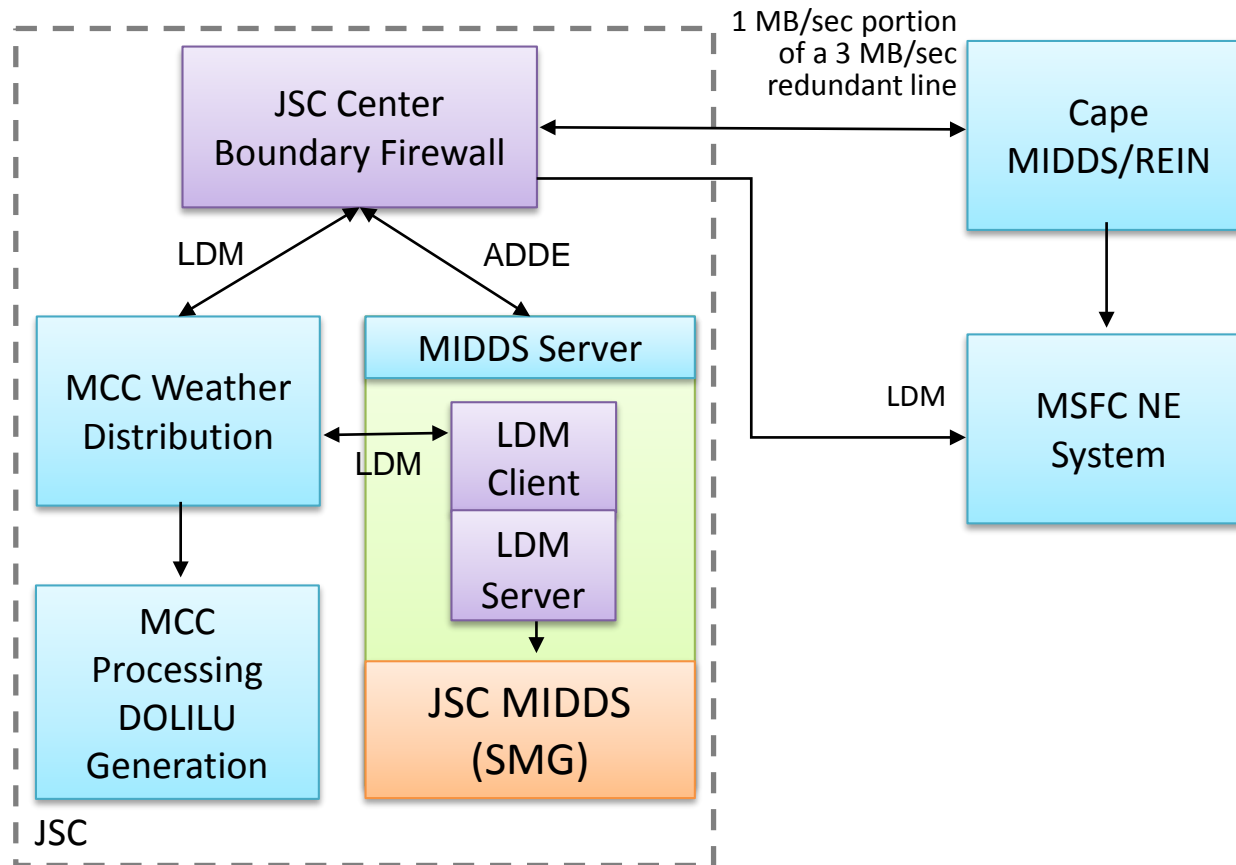 1 MB/sec portion
of a 3 MB/sec
redundant line
JSC Center
Boundary Firewall
Cape
MIDDS/REIN
LDM
ADDE
MCC Weather
Distribution
MIDDS Server
LDM
LDM
Client
LDM
Server
LDM
MSFC NE
System
MCC
Processing
DOLILU
Generation
JSC MIDDS
(SMG)
JSC